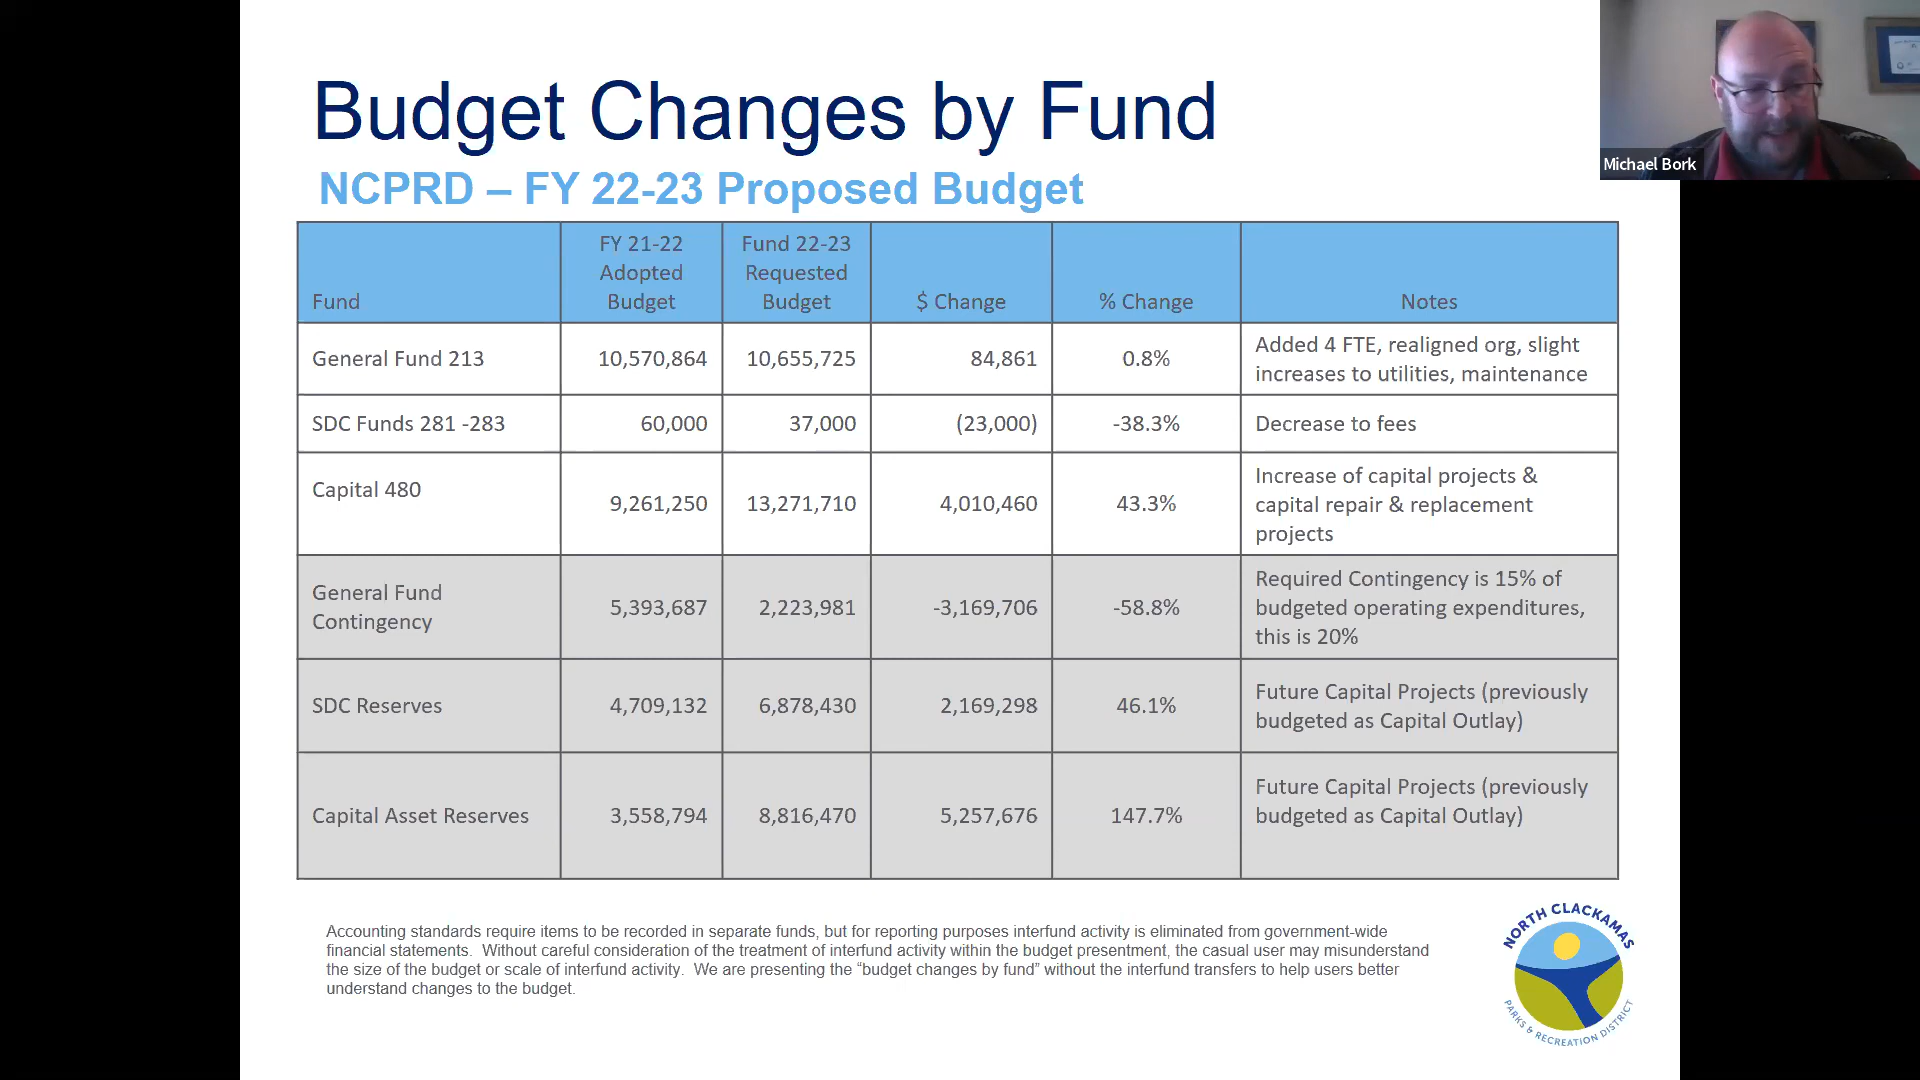 Budget Changes by Fund
NCPRD – FY 22-23 Proposed Budget
Michael Bork
Fund
FY 21-22
Adopted
Budget
Fund 22-23
Requested
Budget
$ Change
% Change
Notes
General Fund 213
10,570,864
10,655,725
84,861
0.8%
Added 4 FTE, realigned org, slight
increases to utilities, maintenance
SDC Funds 281 -283
60,000
37,000
(23,000)
-38.3%
Decrease to fees
Capital 480
9,261,250
13,271,710
4,010,460
43.3%
Increase of capital projects &
capital repair & replacement
projects
General Fund
Contingency
5,393,687
2,223,981
-3,169,706
-58.8%
Required Contingency is 15% of
budgeted operating expenditures,
this is 20%
SDC Reserves
4,709,132
6,878,430
2,169,298
46.1%
Future Capital Projects (previously
budgeted as Capital Outlay)
Capital Asset Reserves
3,558,794
8,816,470
5,257,676
147.7%
Future Capital Projects (previously
budgeted as Capital Outlay)
Accounting standards require items to be recorded in separate funds, but for reporting purposes interfund activity is eliminated from government-wide
financial statements.  Without careful consideration of the treatment of interfund activity within the budget presentment, the casual user may misunderstand
the size of the budget or scale of interfund activity.  We are presenting the “budget changes by fund” without the interfund transfers to help users better
understand changes to the budget.
NORTH CLACKAMAS
PARKS & RECREATION DISTRICT